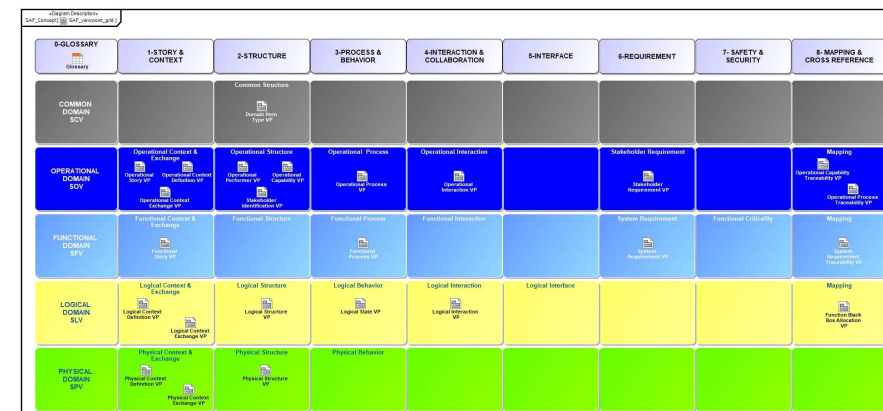 «Diagram Description»
SAF_Concept[ SAF_viewpoint_grid ]
0-GLOSSARY
Glossary
1-STORY &
CONTEXT
2-STRUCTURE
3-PROCESS &
BEHAVIOR
4-INTERACTION &
COLLABORATION
5-INTERFACE
6-REQUIREMENT
7- SAFETY &
SECURITY
8- MAPPING &
CROSS REFERENCE
COMMON
DOMAIN
SCV
Common Structure
Domain Item
Type VP
OPERATIONAL
DOMAIN
SOV
Operational Context &
Exchange
Operational
Story VP
Operational Context
Definition VP
Operational Context
Exchange VP
Operational Structure
Operational
Performer VP
Operational
Capability VP
Stakeholder
Identification VP
Operational Process
Operational Process
VP
Operational Interaction
Operational
Interaction VP
Stakeholder Requirement
Stakeholder
Requirement VP
Mapping
Operational Capability
Traceability VP
Operational Process
Traceability VP
FUNCTIONAL
DOMAIN
SFV
Functional Context &
Exchange
Functional
Story VP
Functional Structure
Functional Process
Functional
Process VP
Functional Interaction
System Requirement
System
Requirement VP
Functional Criticality
Mapping
System
Requirement
Traceability VP
LOGICAL
DOMAIN
SLV
Logical Context &
Exchange
Logical Context
Definition VP
Logical Context
Exchange VP
Logical Structure
Logical Structure
VP
Logical Behavior
Logical State VP
Logical Interaction
Logical Interaction
VP
Logical Interface
Mapping
Function Black
Box Allocation
VP
PHYSICAL
DOMAIN
SPV
Physical Context &
Exchange
Physical Context
Definition VP
Physical Context
Exchange VP
Physical Structure
Physical Structure
VP
Physical Behavior